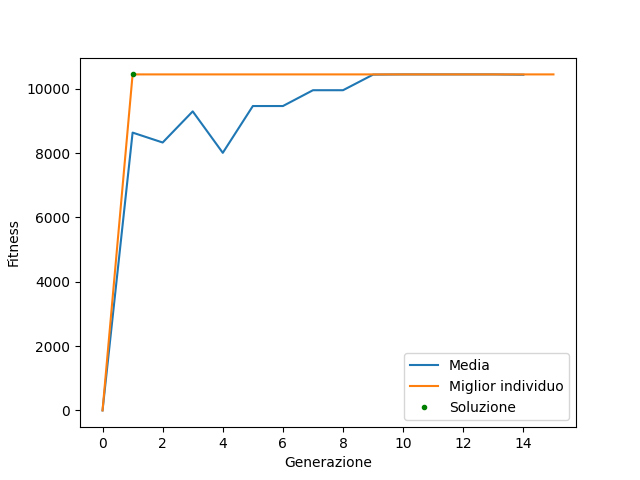 10000
8000
6000
4000
2000
0
Fitness
0 2 4 6 8 10 12 14
Generazione
Media
Miglior individuo
Soluzione